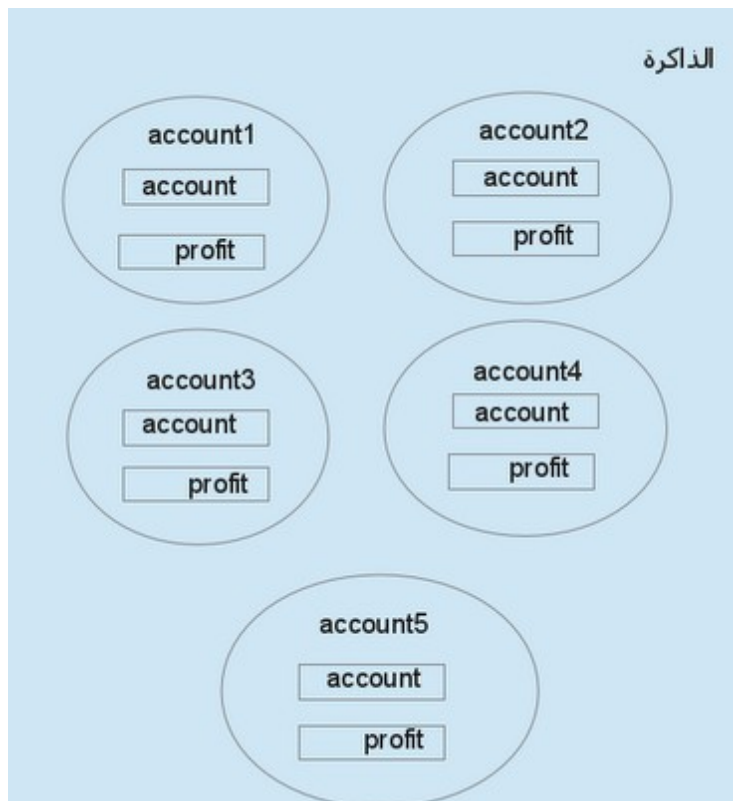 الذاكرة
account1
account
profit
account2
account
profit
account3
account
profit
account4
account
profit
account5
account
profit